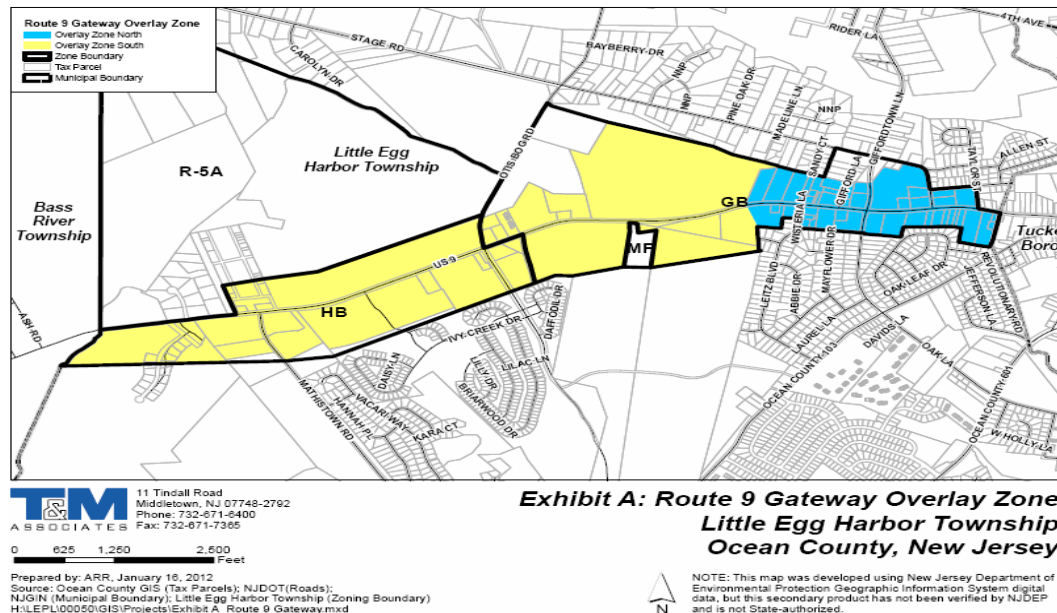 Route 9 Gateway Overlay Zone
Overlay Zone North
Overlay Zone South
Zone Boundary
Tax Parcel
Municipal Boundary
4TH AVE
RIDER LA
STAGE RD
BAYBERRY DR
CAROLYN DR
NNP
NNP
PINE OAK DR
MADELINE LN
NNP
SANDY CT
GIFFORDTOWN LN
ALLEN ST
TAYLOR ST
OTIS BOG RD
Little Egg
Harbor Township
R-5A
Bass
River
Township
GB
WISTERIA LA
GIFFORD LA
MF
US 9
HB
Tucke
Boro
LEITZ BLVD
ABBIE DR
MAYFLOWER DR
OAK LEAF DR
REVOLUTIONARY RD
JEFFERSON LA
LAUREL LA
DAVIDS LA
OAK LA
OCEAN COUNTY 103
OCEAN COUNTY 601
W HOLLY LA
ASH RD
DAFFODIL DR
IVY CREEK DR
LILAC LN
LILLY DR
BRIARWOOD DR
DAISY LN
VACARI WAY
HANNAH PL
KARA CT
MATHISTOWN RD
T&M
ASSOCIATES
11 Tindall Road
Middletown, NJ 07748-2792
Phone: 732-671-6400
Fax: 732-671-7365
0 625 1,250 2,500
Feet
Exhibit A: Route 9 Gateway Overlay Zone
Little Egg Harbor Township
Ocean County, New Jersey
Prepared by: ARR, January 16, 2012
Source: Ocean County GIS (Tax Parcels); NJDOT(Roads);
NJGIN (Municipal Boundary); Little Egg Harbor Township (Zoning Boundary)
H:\LEPL\00050\GIS\Projects\Exhibit A_Route 9 Gateway.mxd
N
NOTE: This map was developed using New Jersey Department of
Environmental Protection Geographic Information System digital
data, but this secondary product has not been verified by NJDEP
and is not State-authorized.